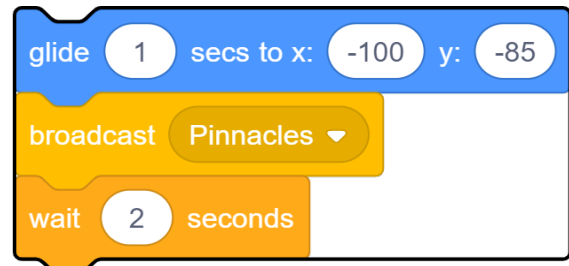 glide 1 secs to x: -100 y: -85
broadcast Pinnacles
wait 2 seconds